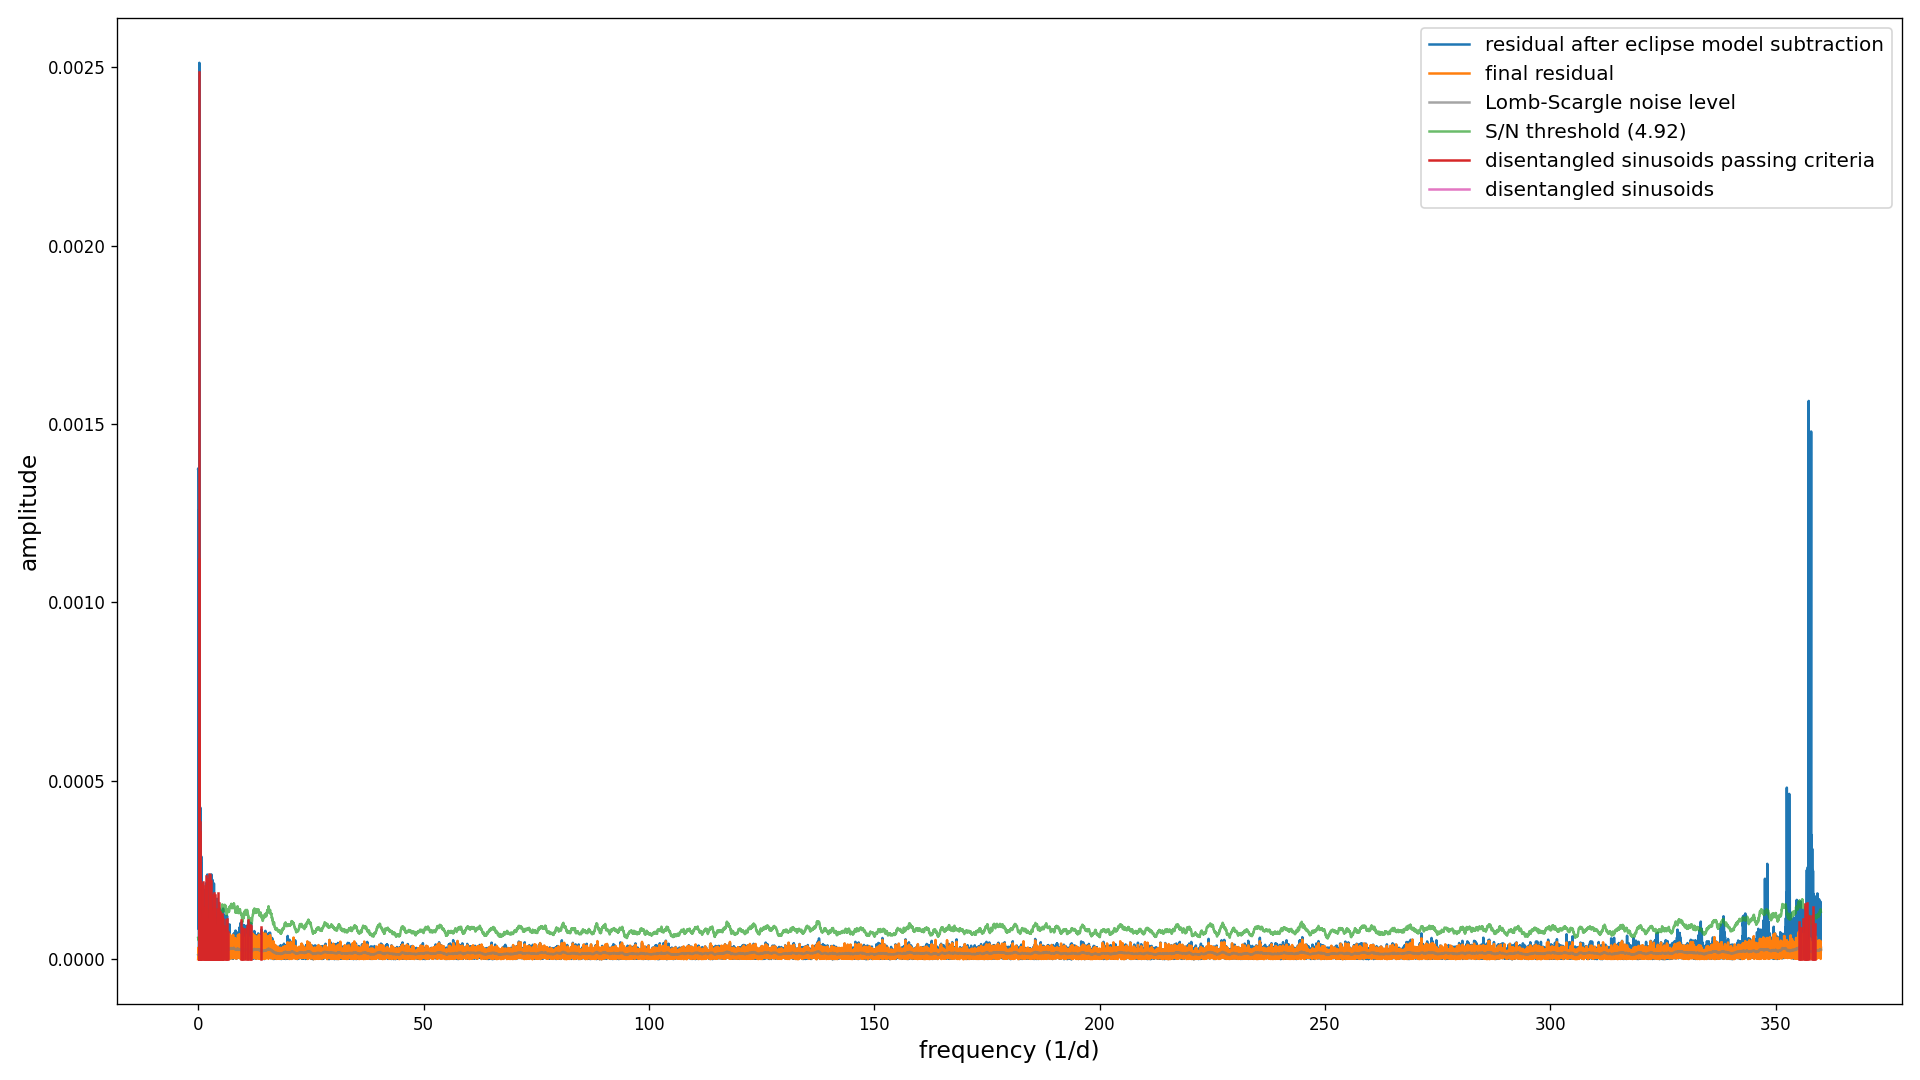 residual after eclipse model subtraction
final residual
Lomb-Scargle noise level
S/N threshold (4.92)
disentangled sinusoids passing criteria
disentangled sinusoids
0.0025
0.0020
0.0015
0.0010
0.0005
0.0000
amplitude
0 50 100 150 200 250 300 350
frequency (1/d)